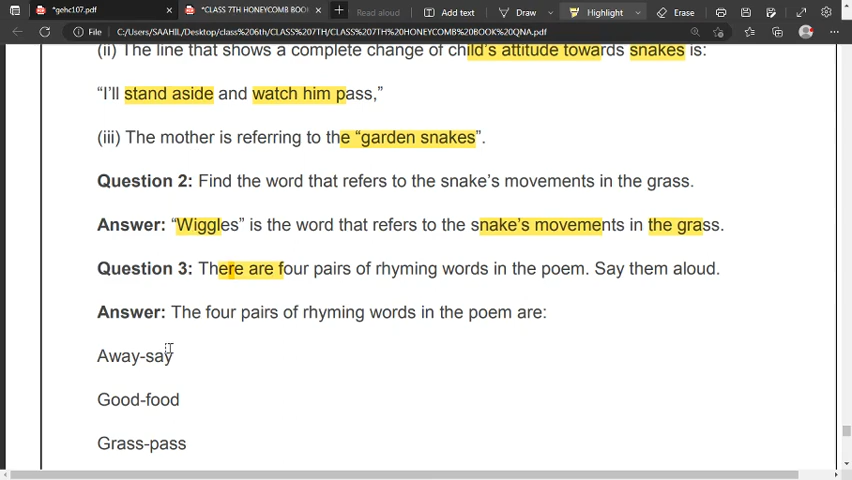 *gehc107.pdf
*CLASS 7TH HONEYCOMB BOO
Read aloud
Add text
Draw
Highlight
Erase
File
C:/Users/SAAHIL/Desktop/class%206th/CLASS%207TH/CLASS%207TH%20HONEYCOMB%20BOOK%20QNA.pdf
(ii) The line that shows a complete change of child's attitude towards snakes is:
“I'll stand aside and watch him pass,”
(iii) The mother is referring to the “garden snakes”.
Question 2: Find the word that refers to the snake's movements in the grass.
Answer: “Wiggles” is the word that refers to the snake's movements in the grass.
Question 3: There are four pairs of rhyming words in the poem. Say them aloud.
Answer: The four pairs of rhyming words in the poem are:
Away-say
Good-food
Grass-pass